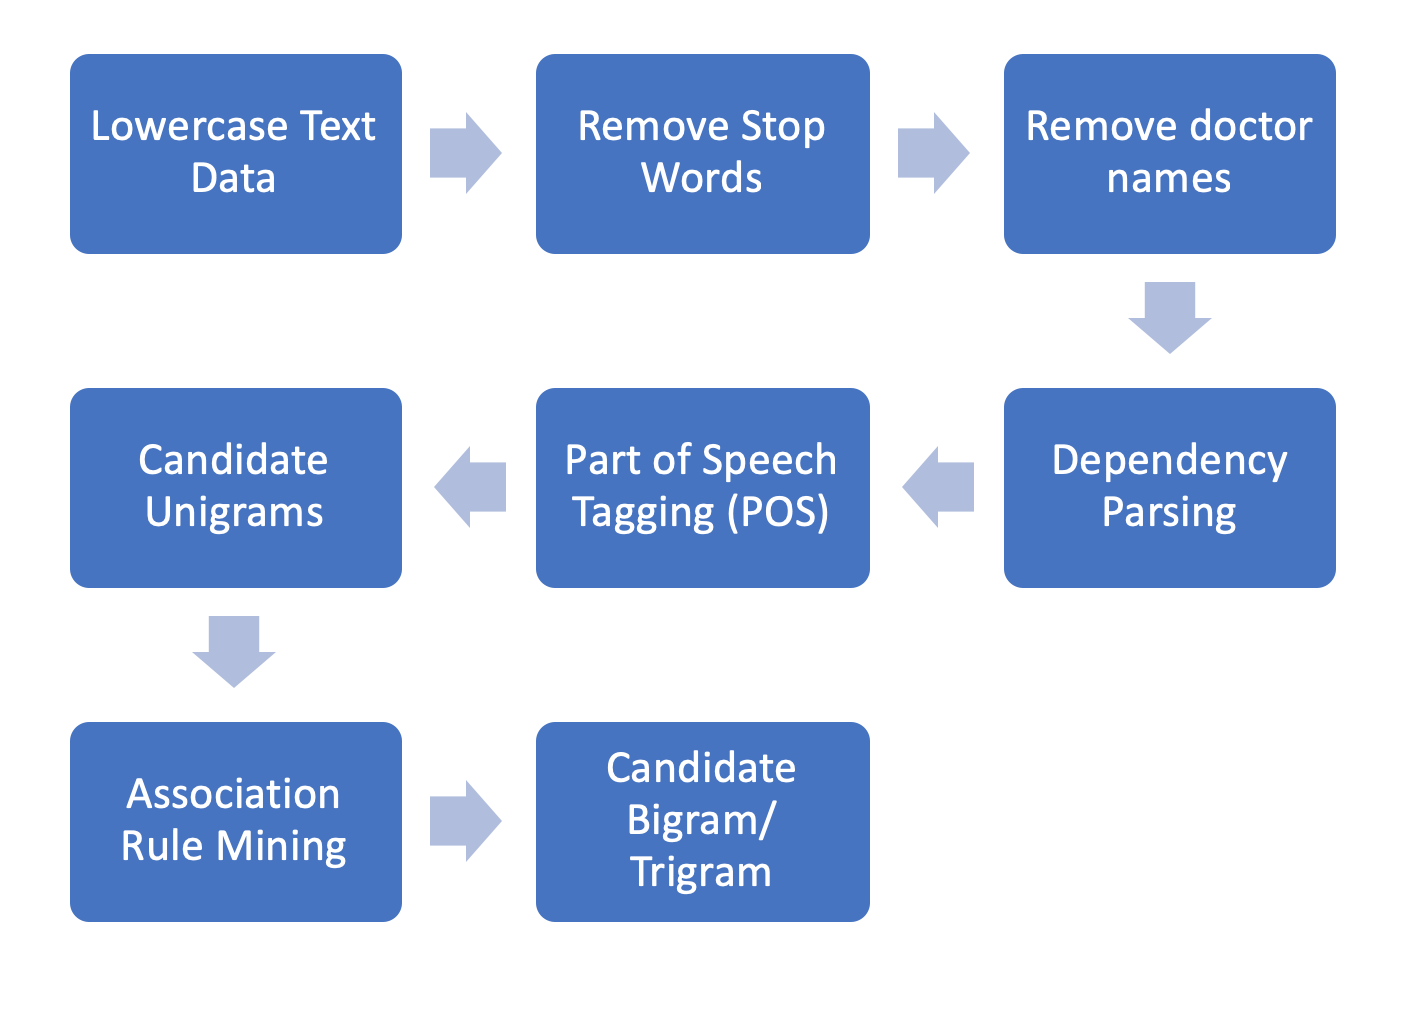 Lowercase Text
Data
Remove Stop
Words
Remove doctor
names
Dependency
Parsing
Part of Speech
Tagging (POS)
Candidate
Unigrams
Association
Rule Mining
Candidate
Bigram/
Trigram